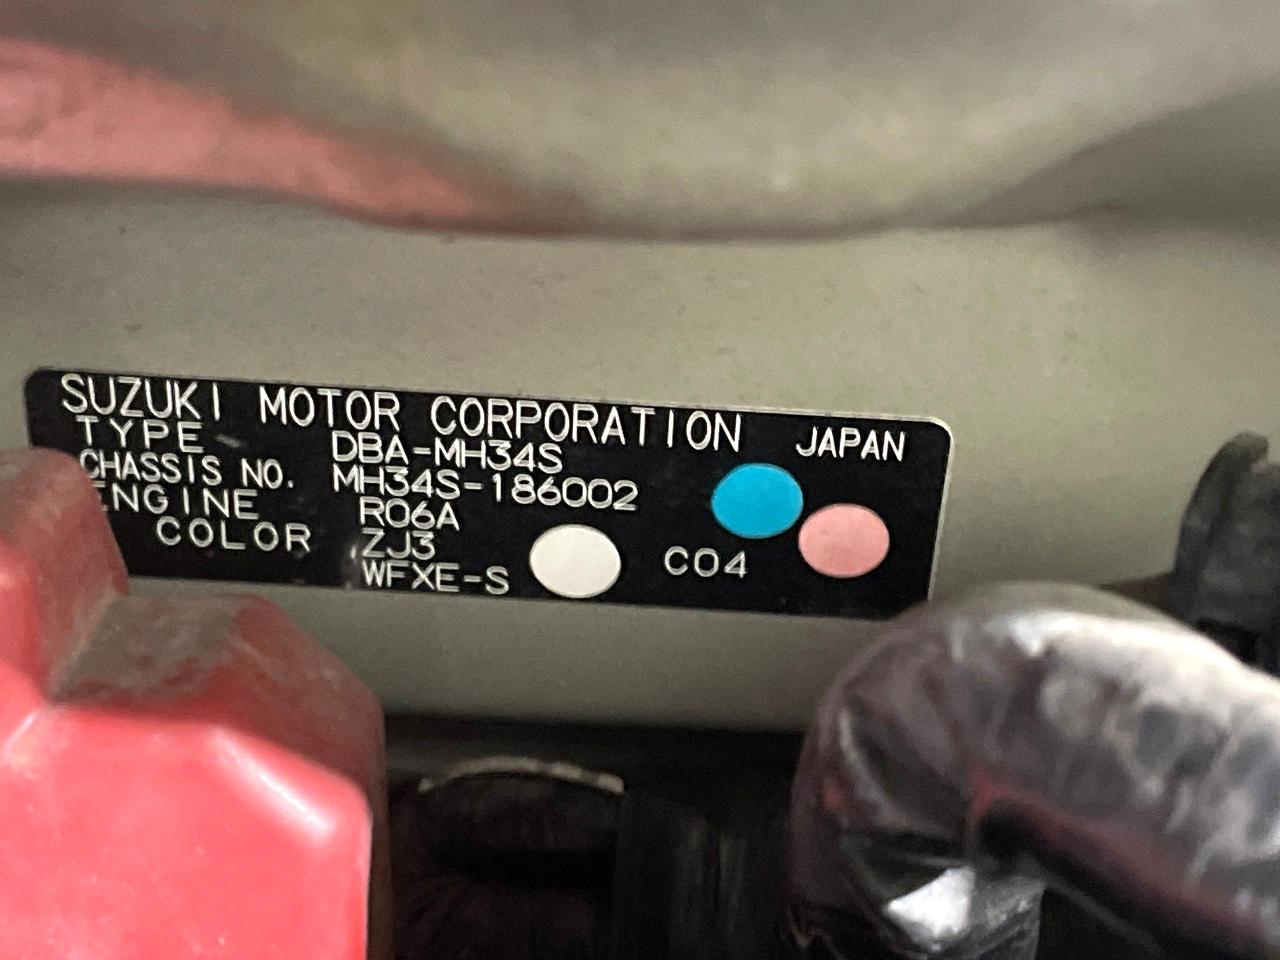 SUZUKI MOTOR CORPORATION JAPAN
TYPE DBA-MH34S
CHASSIS NO. MH34S-186002
ENGINE R06A
COLOR ZJ3 C04
WFXE-S